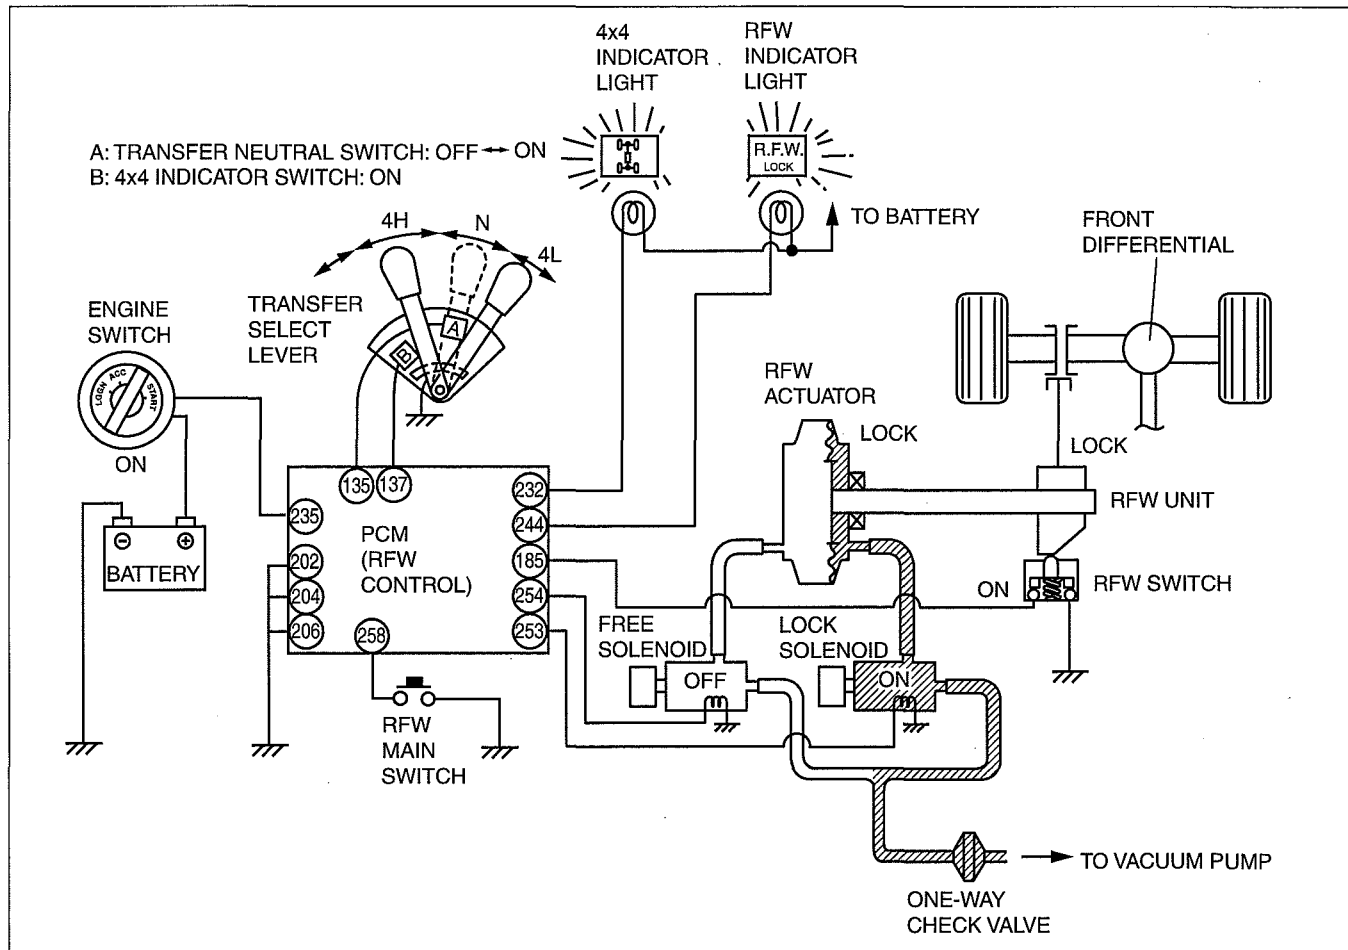 4x4
INDICATOR
LIGHT
RFW
INDICATOR
LIGHT
R.F.W.
LOCK
A: TRANSFER NEUTRAL SWITCH: OFF ↔ ON
B: 4x4 INDICATOR SWITCH: ON
TO BATTERY
4H
N
4L
FRONT
DIFFERENTIAL
TRANSFER
SELECT
LEVER
A
B
ENGINE
SWITCH
ACC
START
ON
RFW
ACTUATOR
LOCK
LOCK
RFW UNIT
135
137
232
235
244
PCM
(RFW
CONTROL)
202
185
204
254
206
258
253
BATTERY
ON
RFW SWITCH
FREE
SOLENOID
OFF
LOCK
SOLENOID
ON
RFW
MAIN
SWITCH
TO VACUUM PUMP
ONE-WAY
CHECK VALVE